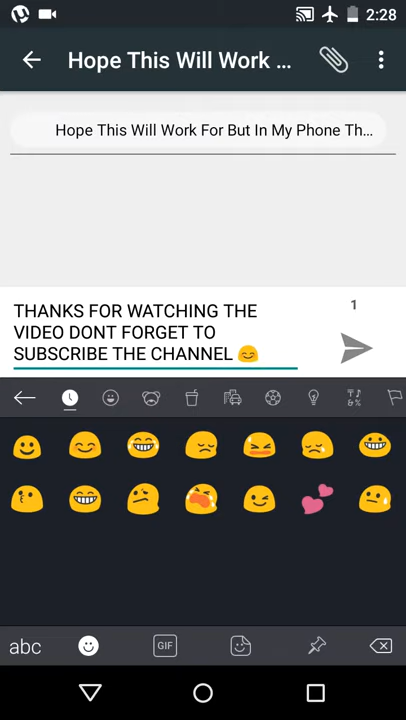 2:28
Hope This Will Work ...
Hope This Will Work For But In My Phone Th...
1
THANKS FOR WATCHING THE
VIDEO DONT FORGET TO
SUBSCRIBE THE CHANNEL 😊
abc
GIF